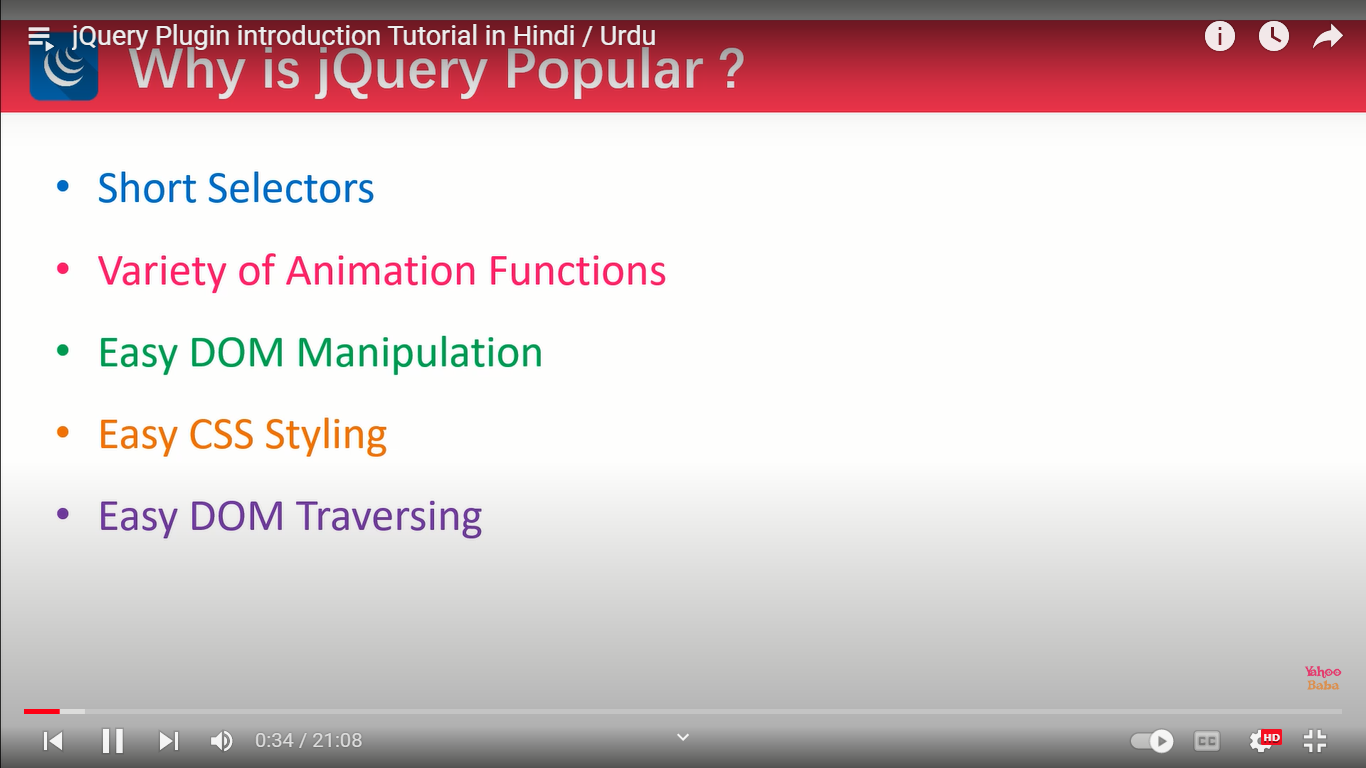 jQuery Plugin introduction Tutorial in Hindi / Urdu
Why is jQuery Popular ?
• Short Selectors
• Variety of Animation Functions
• Easy DOM Manipulation
• Easy CSS Styling
• Easy DOM Traversing
Yahoo
Baba
0:34 / 21:08
CC
HD